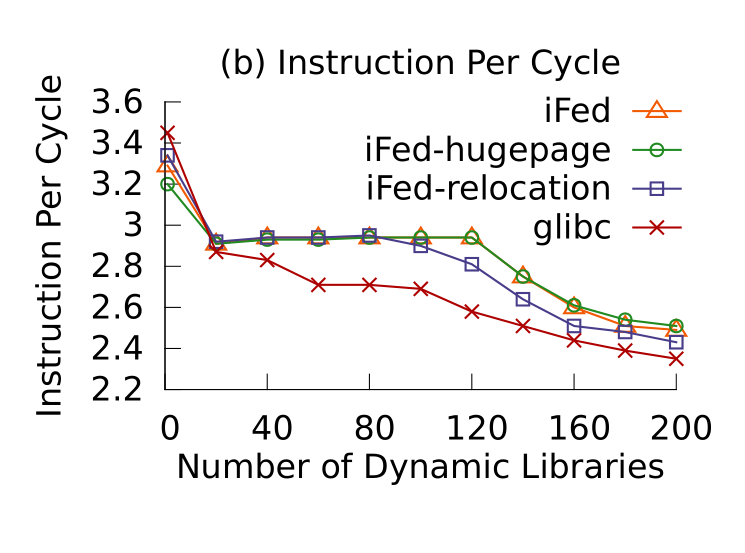 (b) Instruction Per Cycle
Instruction Per Cycle
3.6
3.4
3.2
3
2.8
2.6
2.4
2.2
iFed
iFed-hugepage
iFed-relocation
glibc
0 40 80 120 160 200
Number of Dynamic Libraries